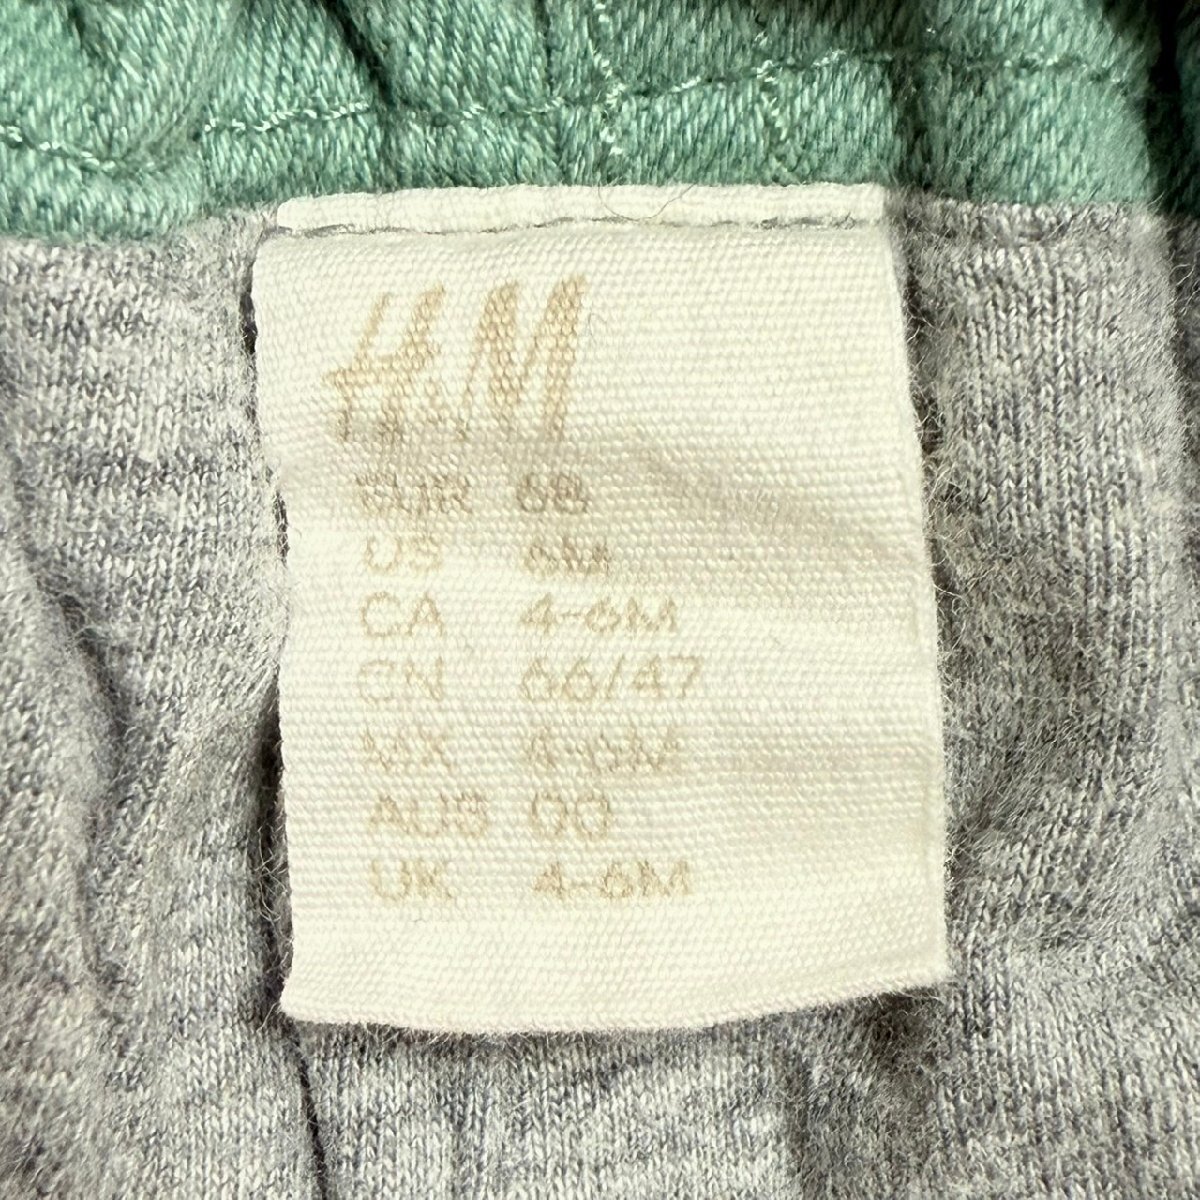 H&M
EUR 68
US 6M
CA 4-6M
CN 66/47
MX 4-6M
AUS 00
UK 4-6M